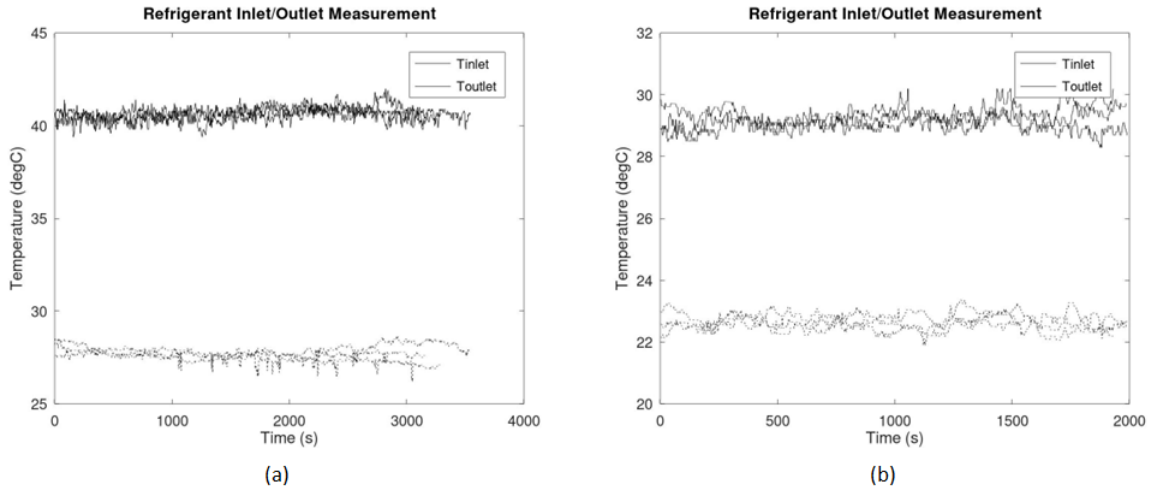 Refrigerant Inlet/Outlet Measurement
45
40
35
30
25
Temperature (degC)
Tinlet
Toutlet
0 1000 2000 3000 4000
Time (s)
(a)
Refrigerant Inlet/Outlet Measurement
32
30
28
26
24
22
20
Temperature (degC)
Tinlet
Toutlet
0 500 1000 1500 2000
Time (s)
(b)